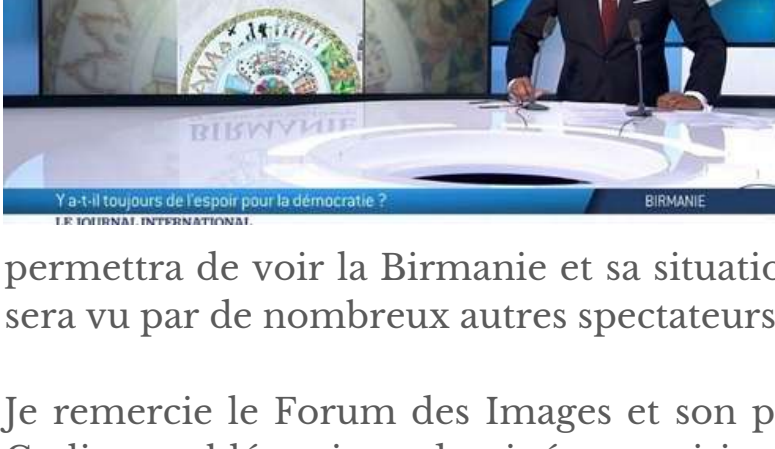 BIRMANIE
Y a-t-il toujours de l'espoir pour la démocratie ?
BIRMANIE
LE JOURNAL INTERNATIONAL
permettra de voir la Birmanie et sa
sera vu par de nombreux autres spectateurs
Je remercie le Forum des Images et son